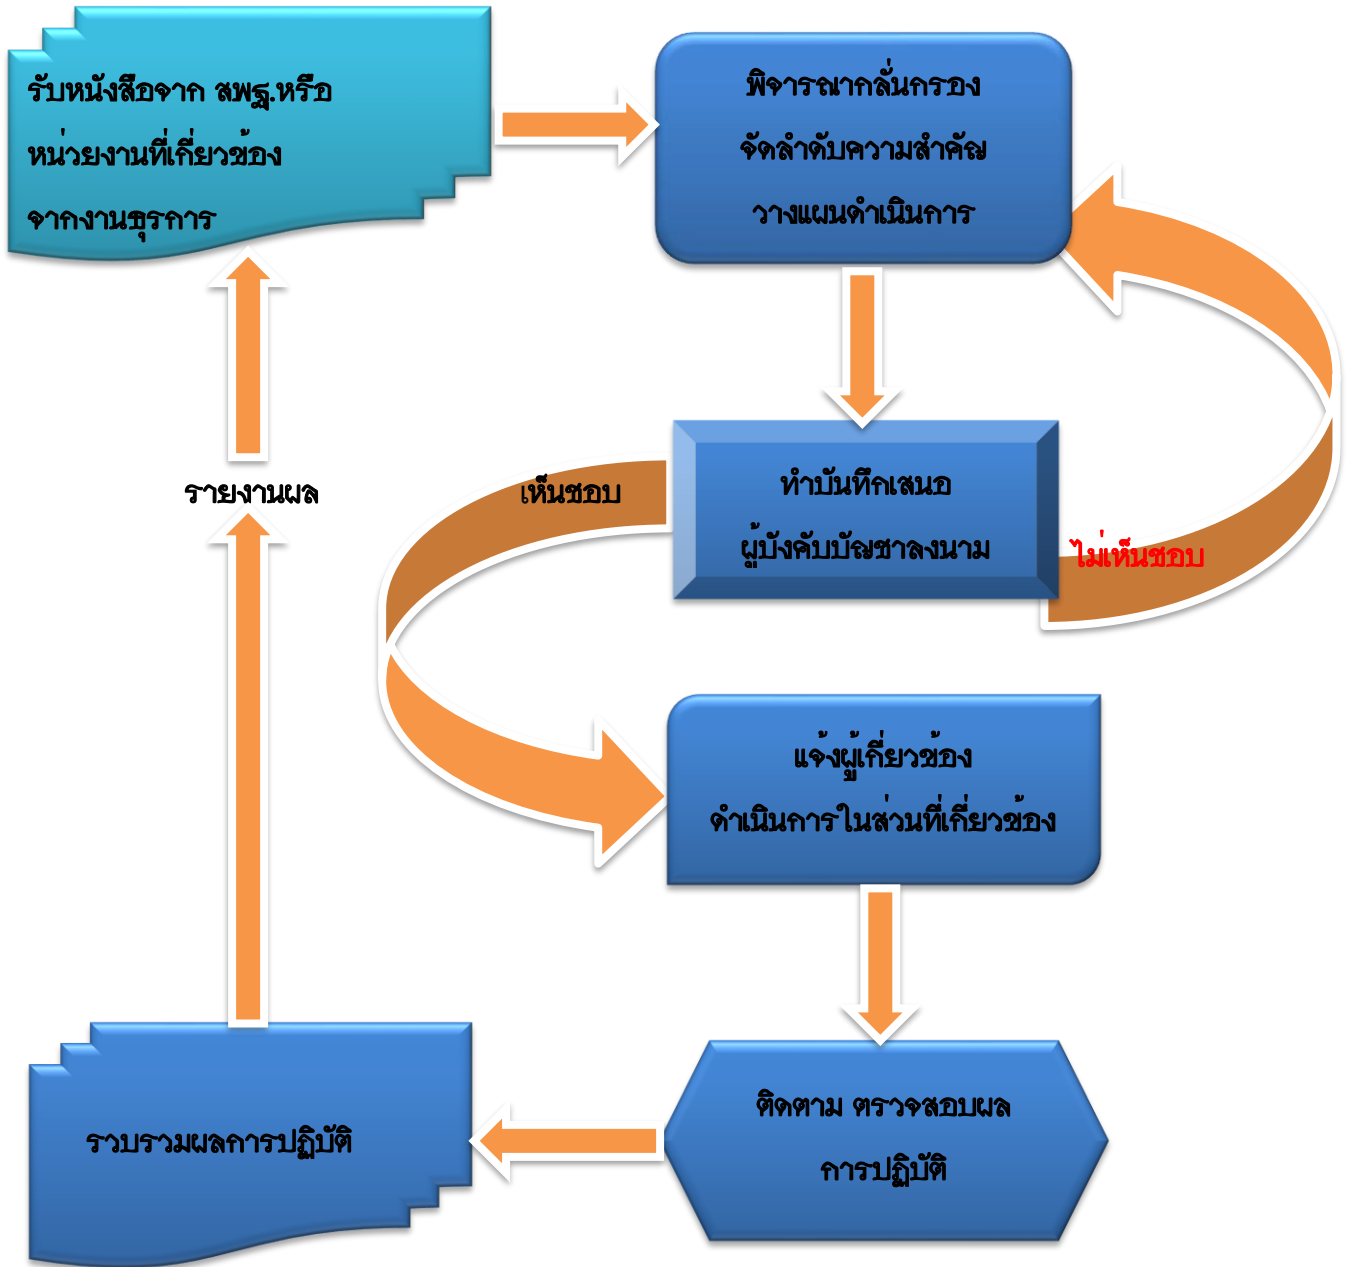 รับหนังสือจาก สพฐ.หรือ
หน่วยงานที่เกี่ยวข้อง
จากงานธุรการ
พิจารณากลั่นกรอง
จัดลำดับความสำคัญ
วางแผนดำเนินการ
รายงานผล
เห็นชอบ
ทำบันทึกเสนอ
ผู้บังคับบัญชาลงนาม
ไม่เห็นชอบ
แจ้งผู้เกี่ยวข้อง
ดำเนินการในส่วนที่เกี่ยวข้อง
ติดตาม ตรวจสอบผล
การปฏิบัติ
รวบรวมผลการปฏิบัติ